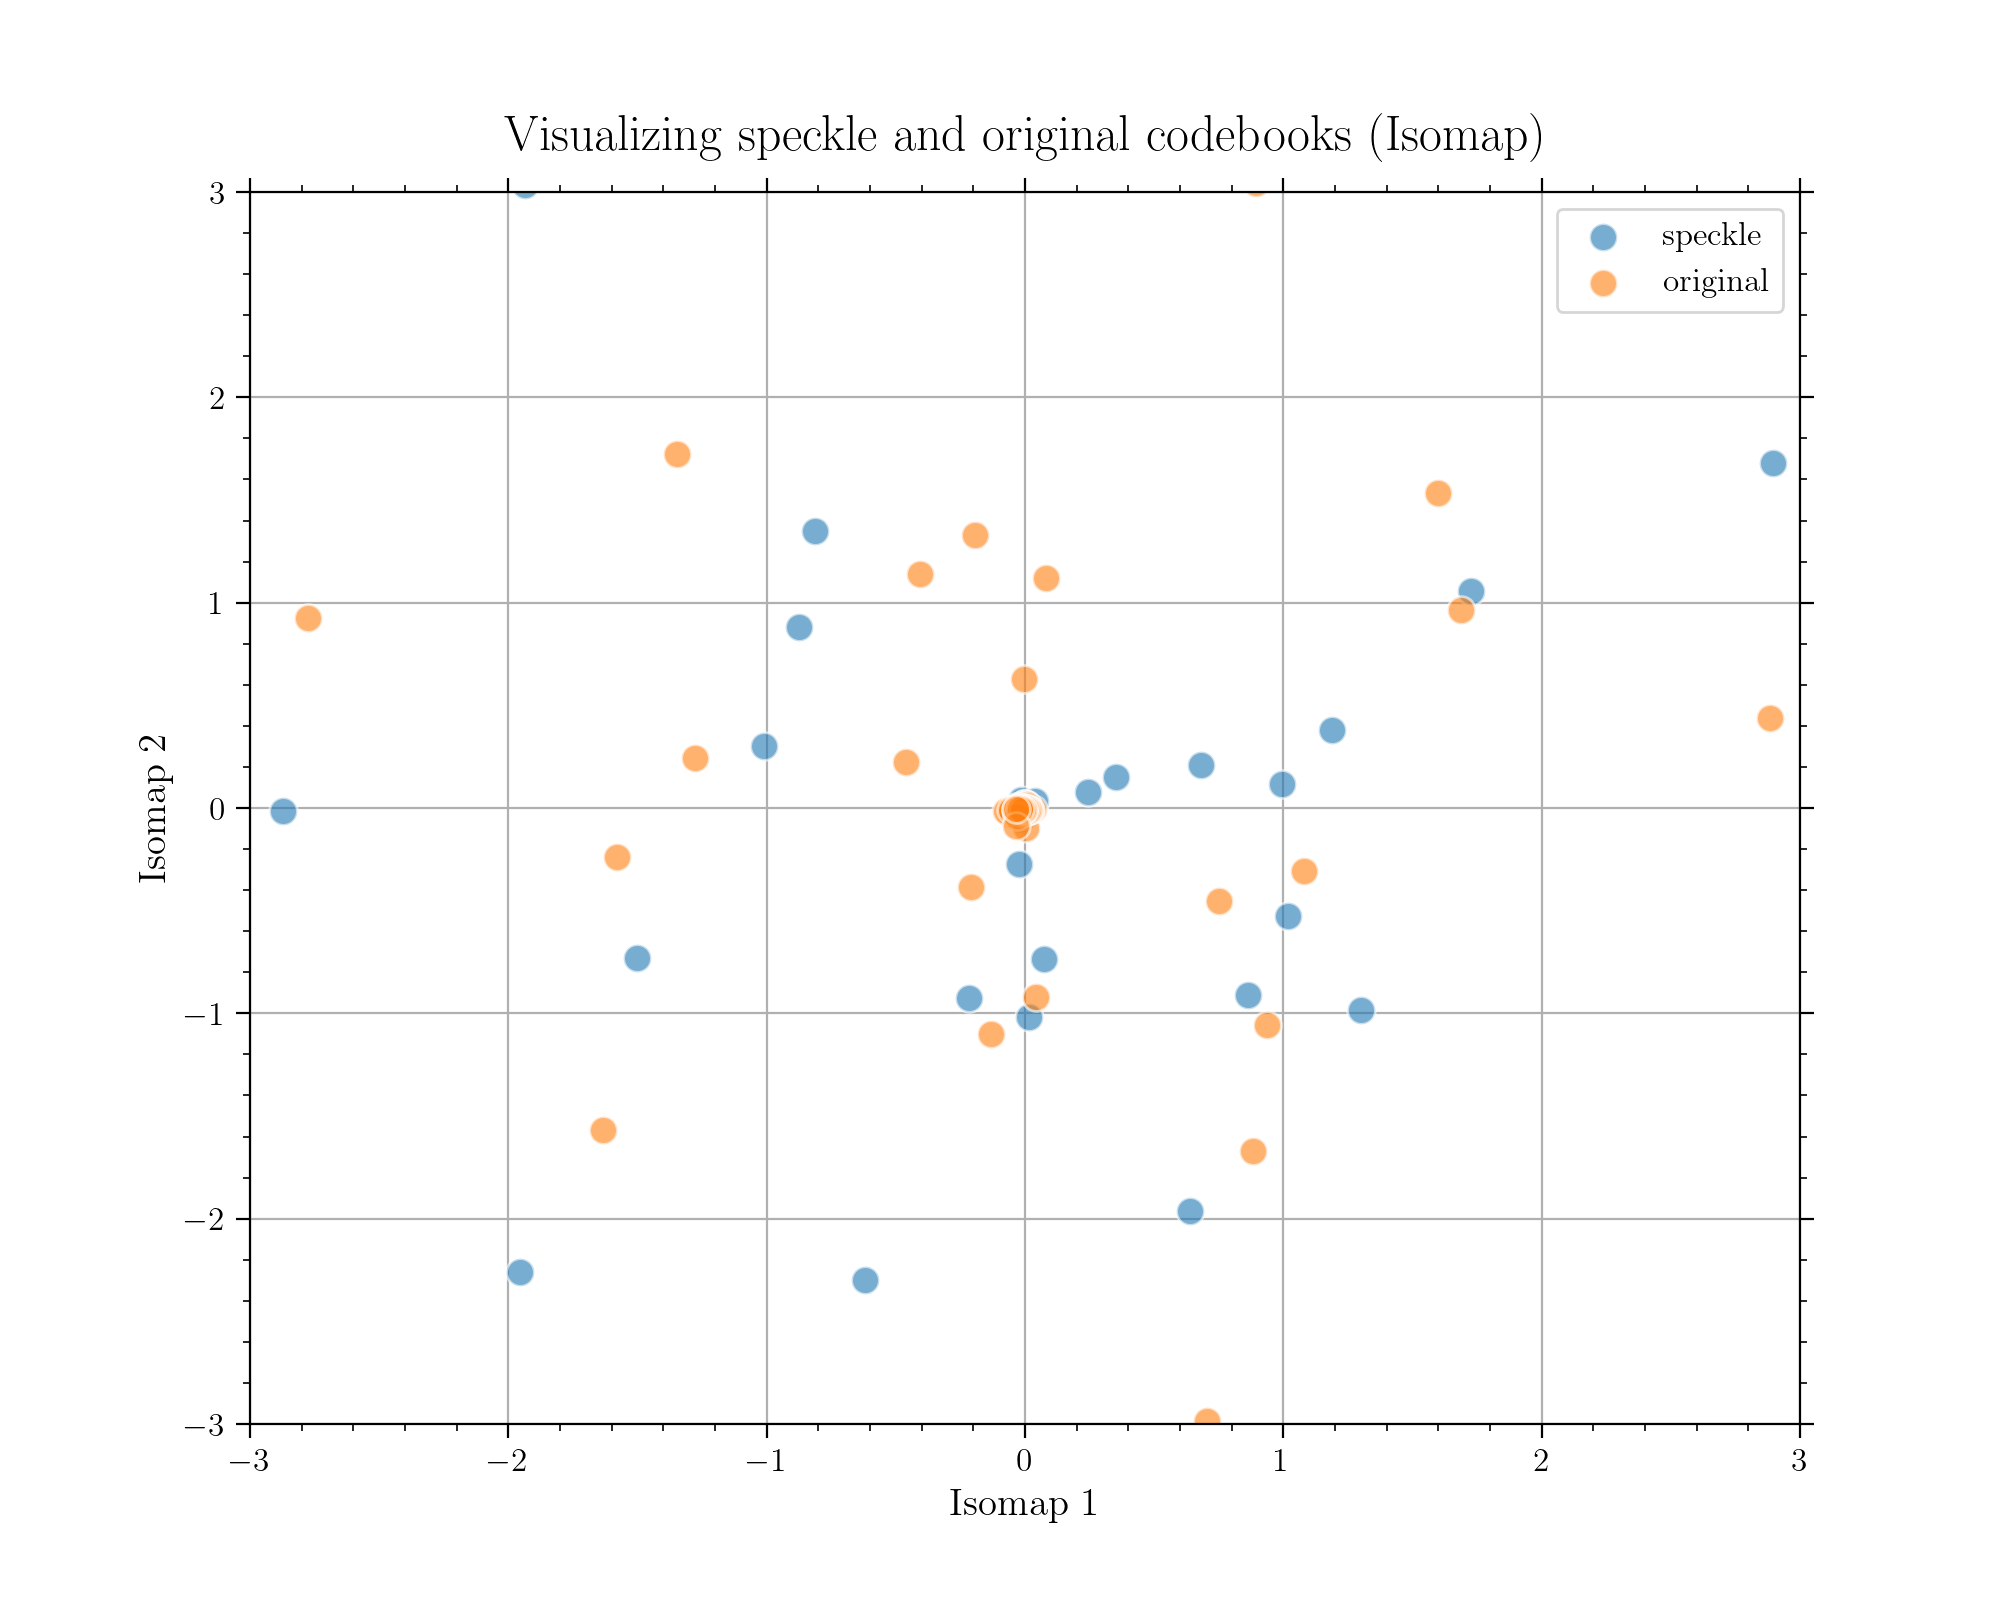 Visualizing speckle and original codebooks (Isomap)
3
speckle
original
2
1
0
−1
−2
−3
Isomap 2
−3 −2 −1 0 1 2 3
Isomap 1